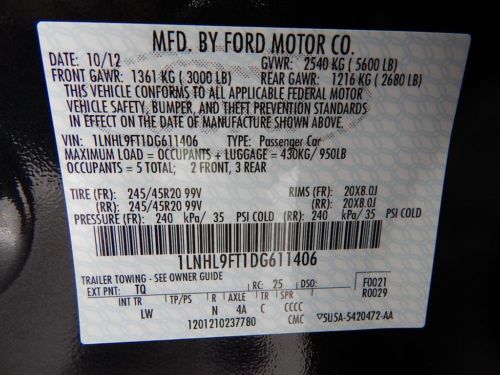 MFD. BY FORD MOTOR CO.
DATE: 10/12 GVWR: 2540 KG ( 5600 LB)
FRONT GAWR: 1361 KG ( 3000 LB) REAR GAWR: 1216 KG ( 2680 LB)
THIS VEHICLE CONFORMS TO ALL APPLICABLE FEDERAL MOTOR
VEHICLE SAFETY, BUMPER, AND THEFT PREVENTION STANDARDS
IN EFFECT ON THE DATE OF MANUFACTURE SHOWN ABOVE.
VIN: 1LNHL9FT1DG611406 TYPE: Passenger Car
MAXIMUM LOAD = OCCUPANTS + LUGGAGE = 430KG/ 950LB
OCCUPANTS = 5 TOTAL; 2 FRONT, 3 REAR
TIRE (FR): 245/45R20 99V RIMS (FR): 20X8.0J
(RR): 245/45R20 99V (RR): 20X8.0J
PRESSURE (FR) 240 kPa/ 35 PSI COLD (RR) 240 kPa/ 35 PSI COLD
1LNHL9FT1DG611406
TRAILER TOWING - SEE OWNER GUIDE
EXT PNT: TQ RC: 25 DSO: F0021
R0029
INT TR TP/PS R AXLE TR SPR
LW N 4A C CCCC
1201210237780 CMC 5U5A-5420472-AA